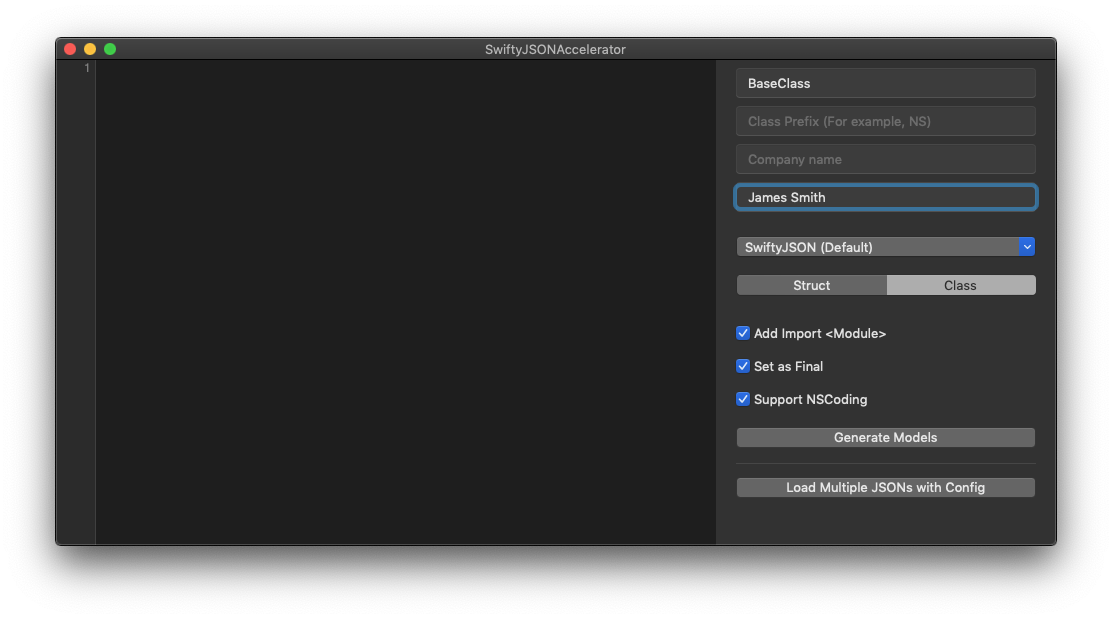 SwiftyJSONAccelerator
1
BaseClass
Class Prefix (For example, NS)
Company name
James Smith
SwiftyJSON (Default)
Struct Class
Add Import <Module>
Set as Final
Support NSCoding
Generate Models
Load Multiple JSONs with Config